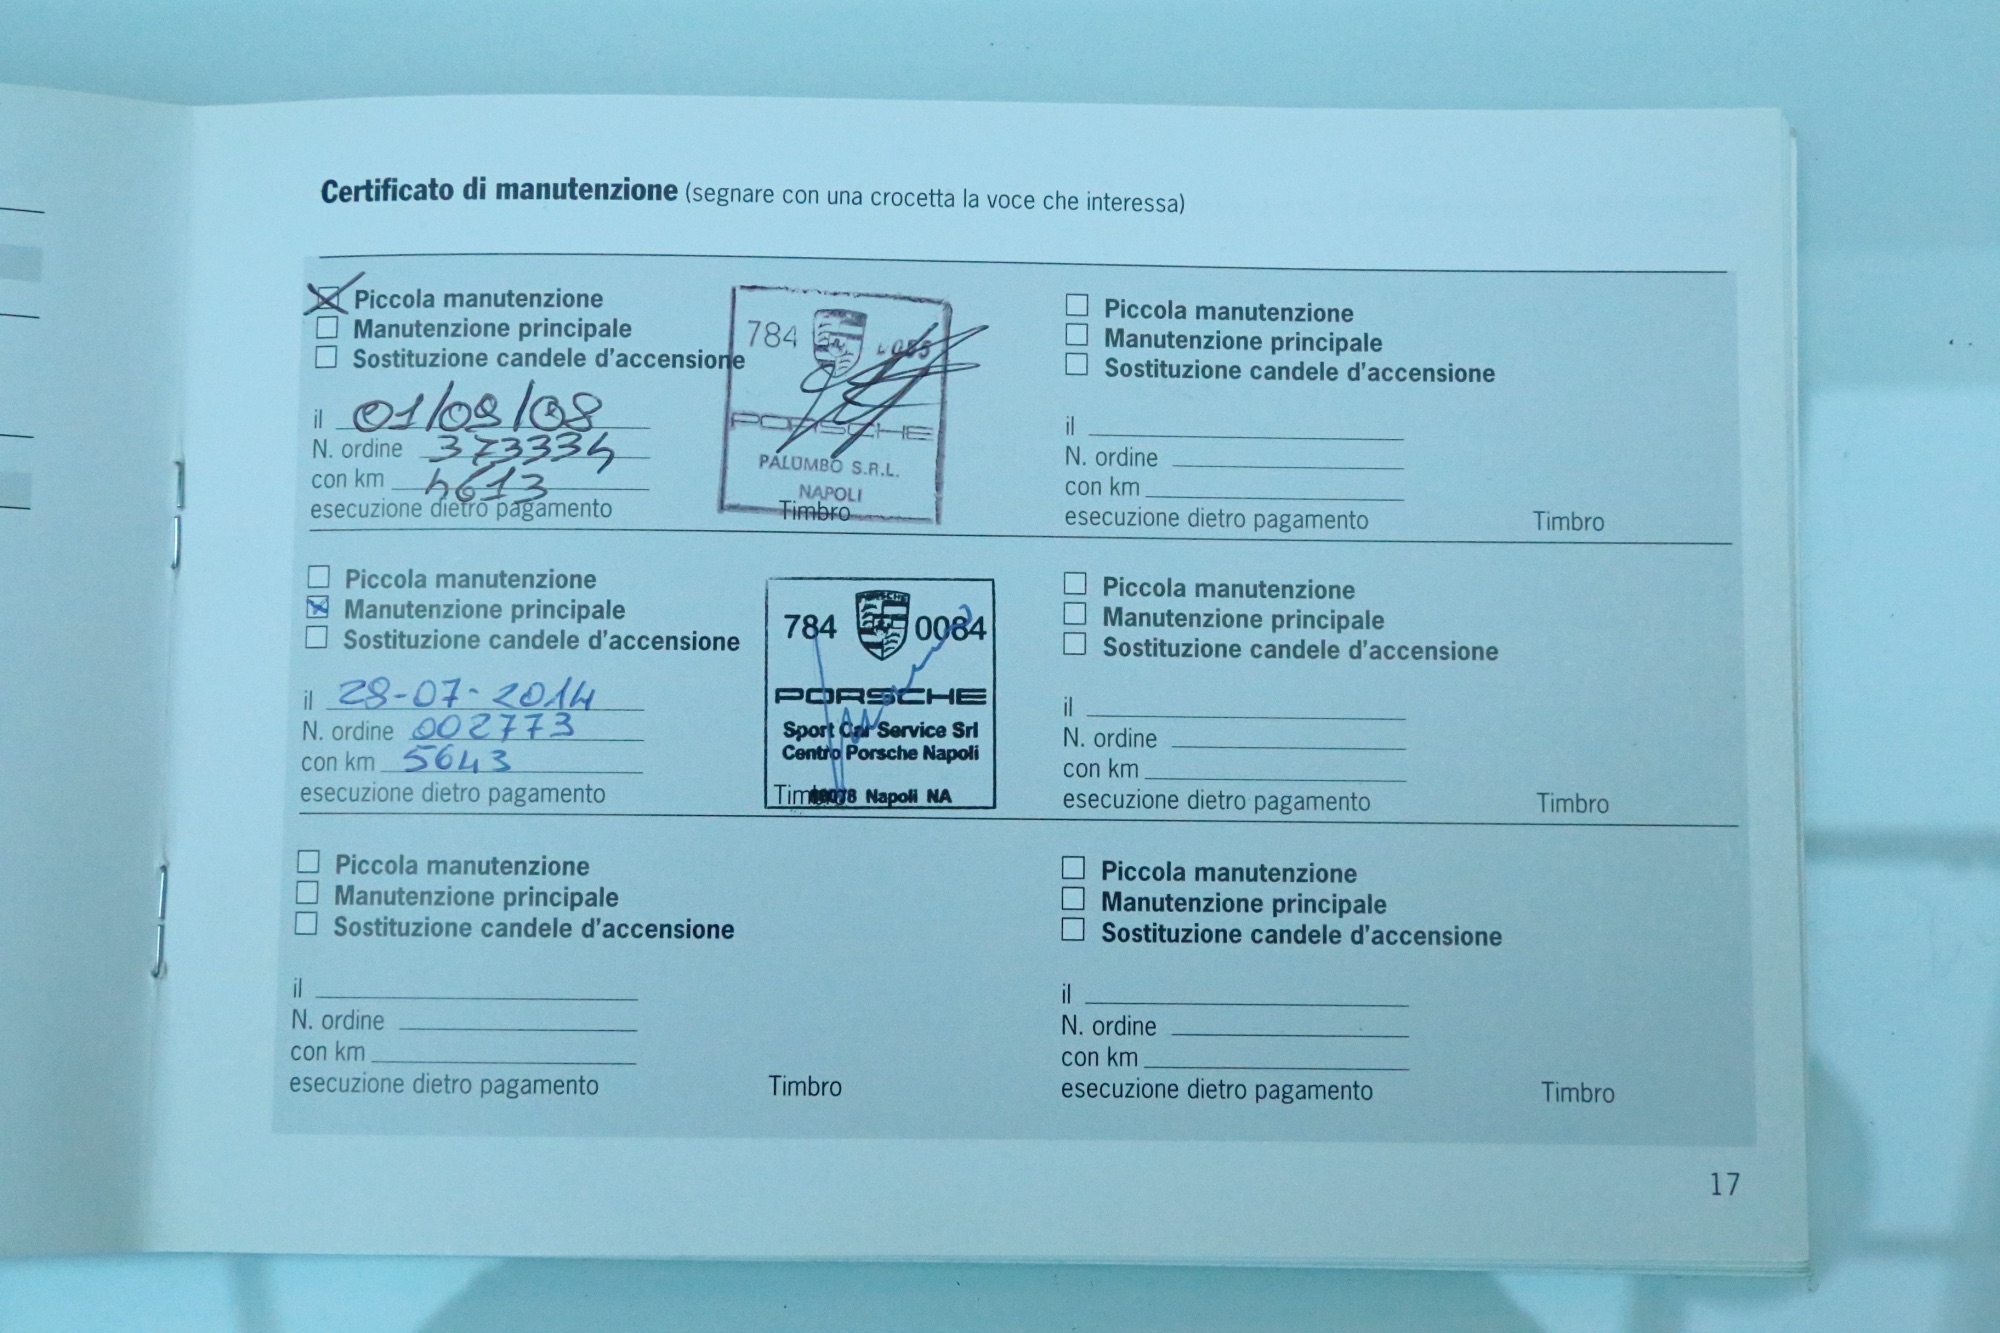 Certificato di manutenzione (segnare con una crocetta la voce che interessa)
Piccola manutenzione
Manutenzione principale
Sostituzione candele d'accensione
il 01/09/08
N. ordine 373334
con km 4613
esecuzione dietro pagamento
784
PORSCHE
PALUMBO S.R.L.
NAPOLI
Timbro
Piccola manutenzione
Manutenzione principale
Sostituzione candele d'accensione
il
N. ordine
con km
esecuzione dietro pagamento
Timbro
Piccola manutenzione
Manutenzione principale
Sostituzione candele d'accensione
il 28-07-2014
N. ordine 002773
con km 5643
esecuzione dietro pagamento
PORSCHE
784 0084
PORSCHE
Sport Car Service Srl
Centro Porsche Napoli
Napoli NA
Timbro
Piccola manutenzione
Manutenzione principale
Sostituzione candele d'accensione
il
N. ordine
con km
esecuzione dietro pagamento
Timbro
Piccola manutenzione
Manutenzione principale
Sostituzione candele d'accensione
il
N. ordine
con km
esecuzione dietro pagamento
Timbro
Piccola manutenzione
Manutenzione principale
Sostituzione candele d'accensione
il
N. ordine
con km
esecuzione dietro pagamento
Timbro
17